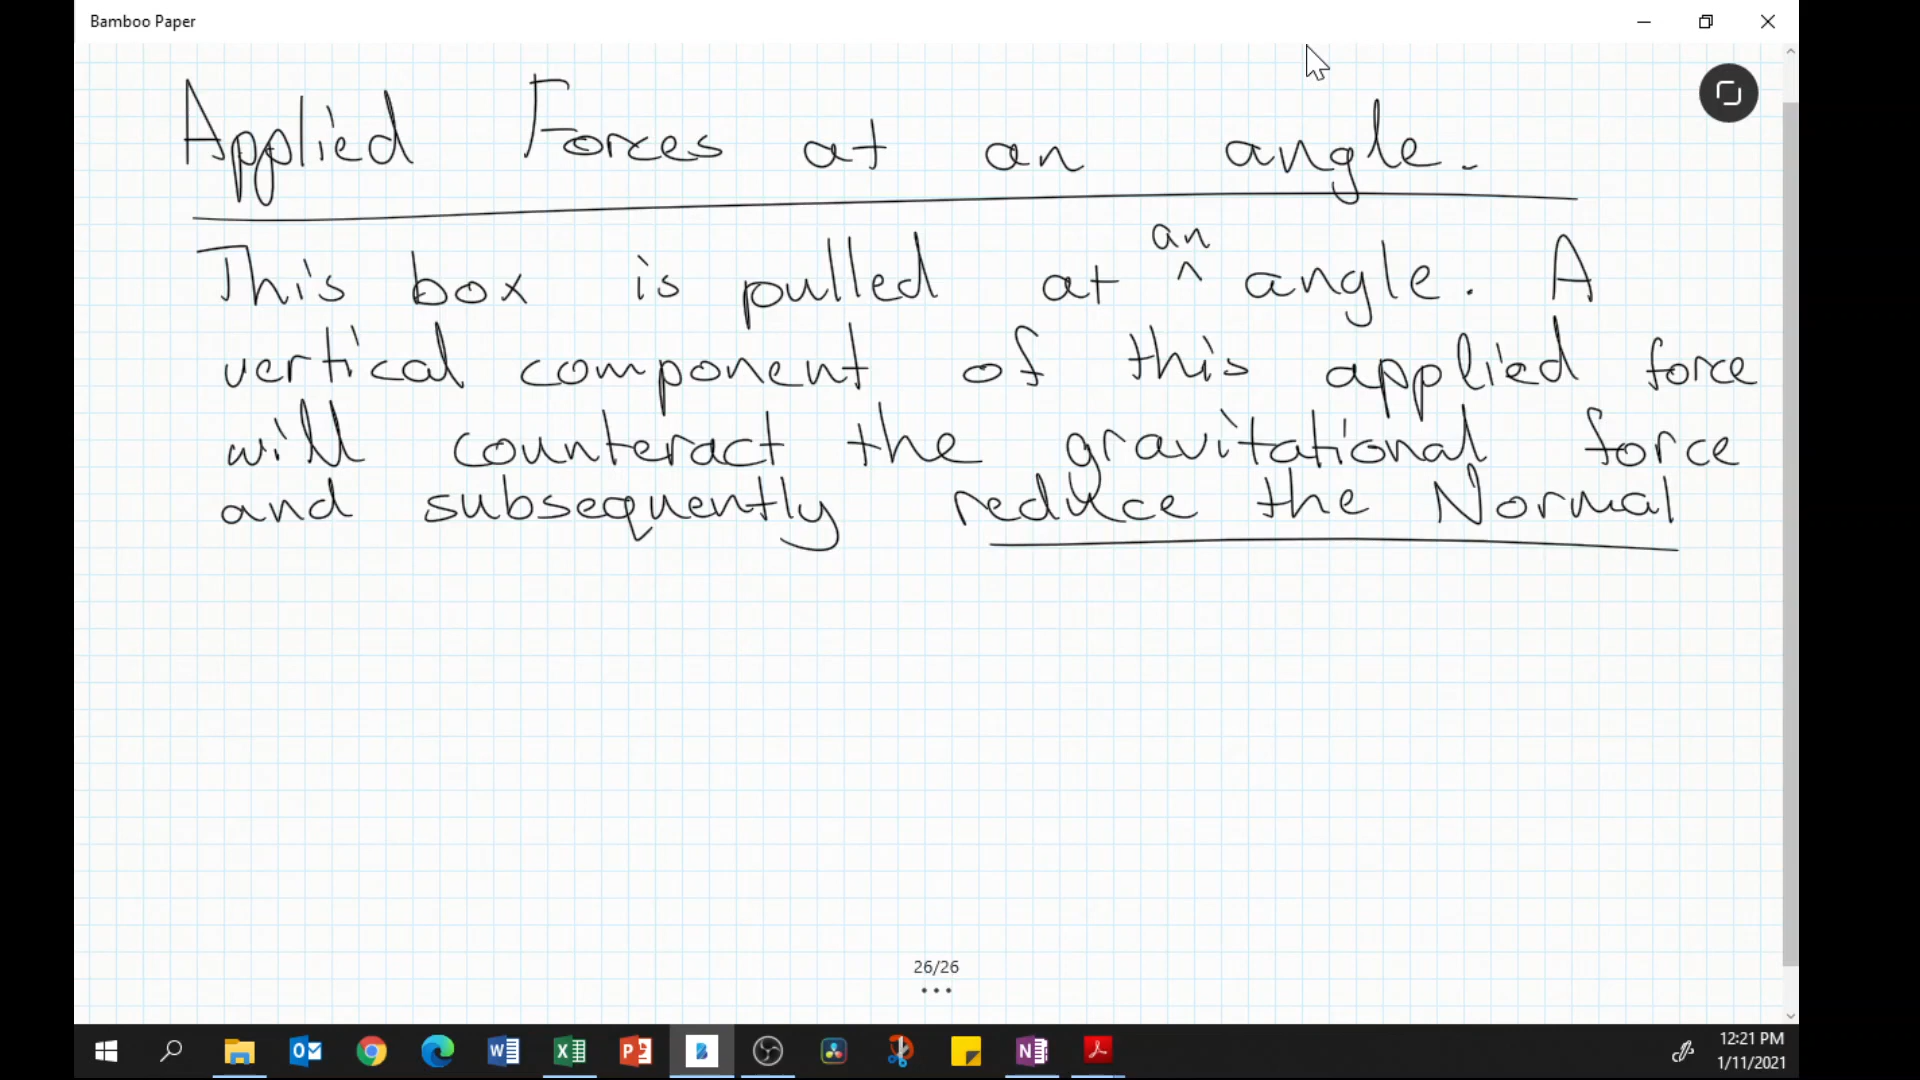 Bamboo Paper
Applied Forces at an angle.
This box is pulled at an angle. A
vertical component of this applied force
will counteract the gravitational force
and subsequently reduce the Normal
26/26
12:21 PM
1/11/2021